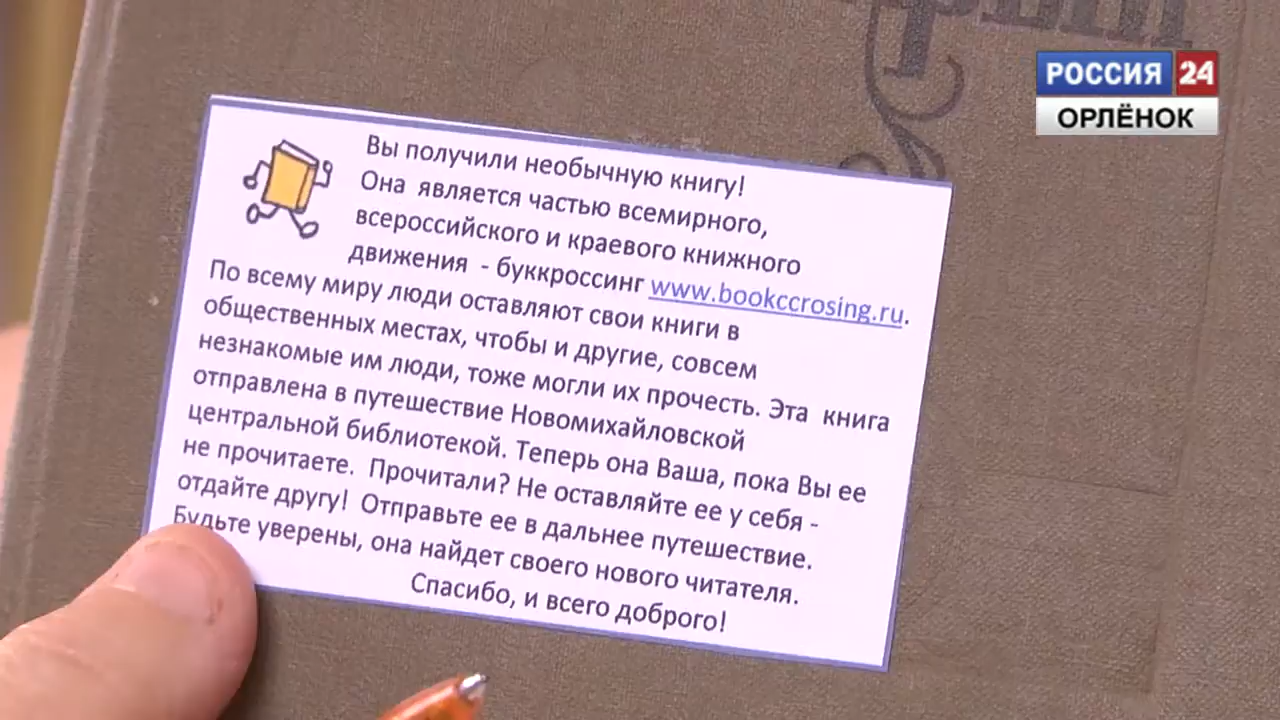 РОССИЯ 24
ОРЛЁНОК
Вы получили необычную книгу!
Она является частью всемирного,
всероссийского и краевого книжного
движения - буккроссинг www.bookccrosing.ru.
По всему миру люди оставляют свои книги в
общественных местах, чтобы и другие, совсем
незнакомые им люди, тоже могли их прочесть. Эта книга
отправлена в путешествие Новомихайловской
центральной библиотекой. Теперь она Ваша, пока Вы ее
не прочитаете. Прочитали? Не оставляйте ее у себя -
отдайте другу! Отправьте ее в дальнее путешествие.
Будьте уверены, она найдет своего нового читателя.
Спасибо, и всего доброго!